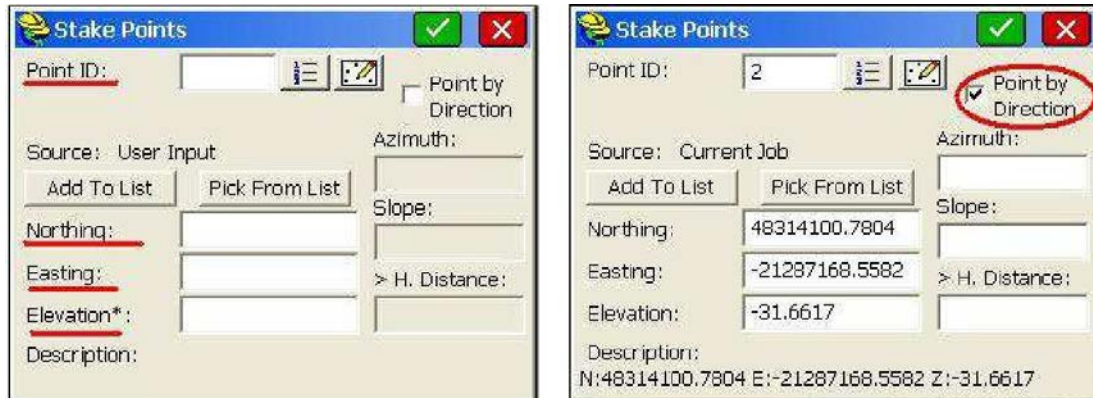 Stake Points
Point ID:
Point by
Direction
Azimuth:
Source: User Input
Add To List Pick From List
Slope:
Northing:
Easting:
> H. Distance:
Elevation*:
Description:
Stake Points
Point ID: 2
Point by
Direction
Azimuth:
Source: Current Job
Add To List Pick From List
Slope:
Northing: 48314100.7804
Easting: -21287168.5582
> H. Distance:
Elevation: -31.6617
Description:
N:48314100.7804 E:-21287168.5582 Z:-31.6617